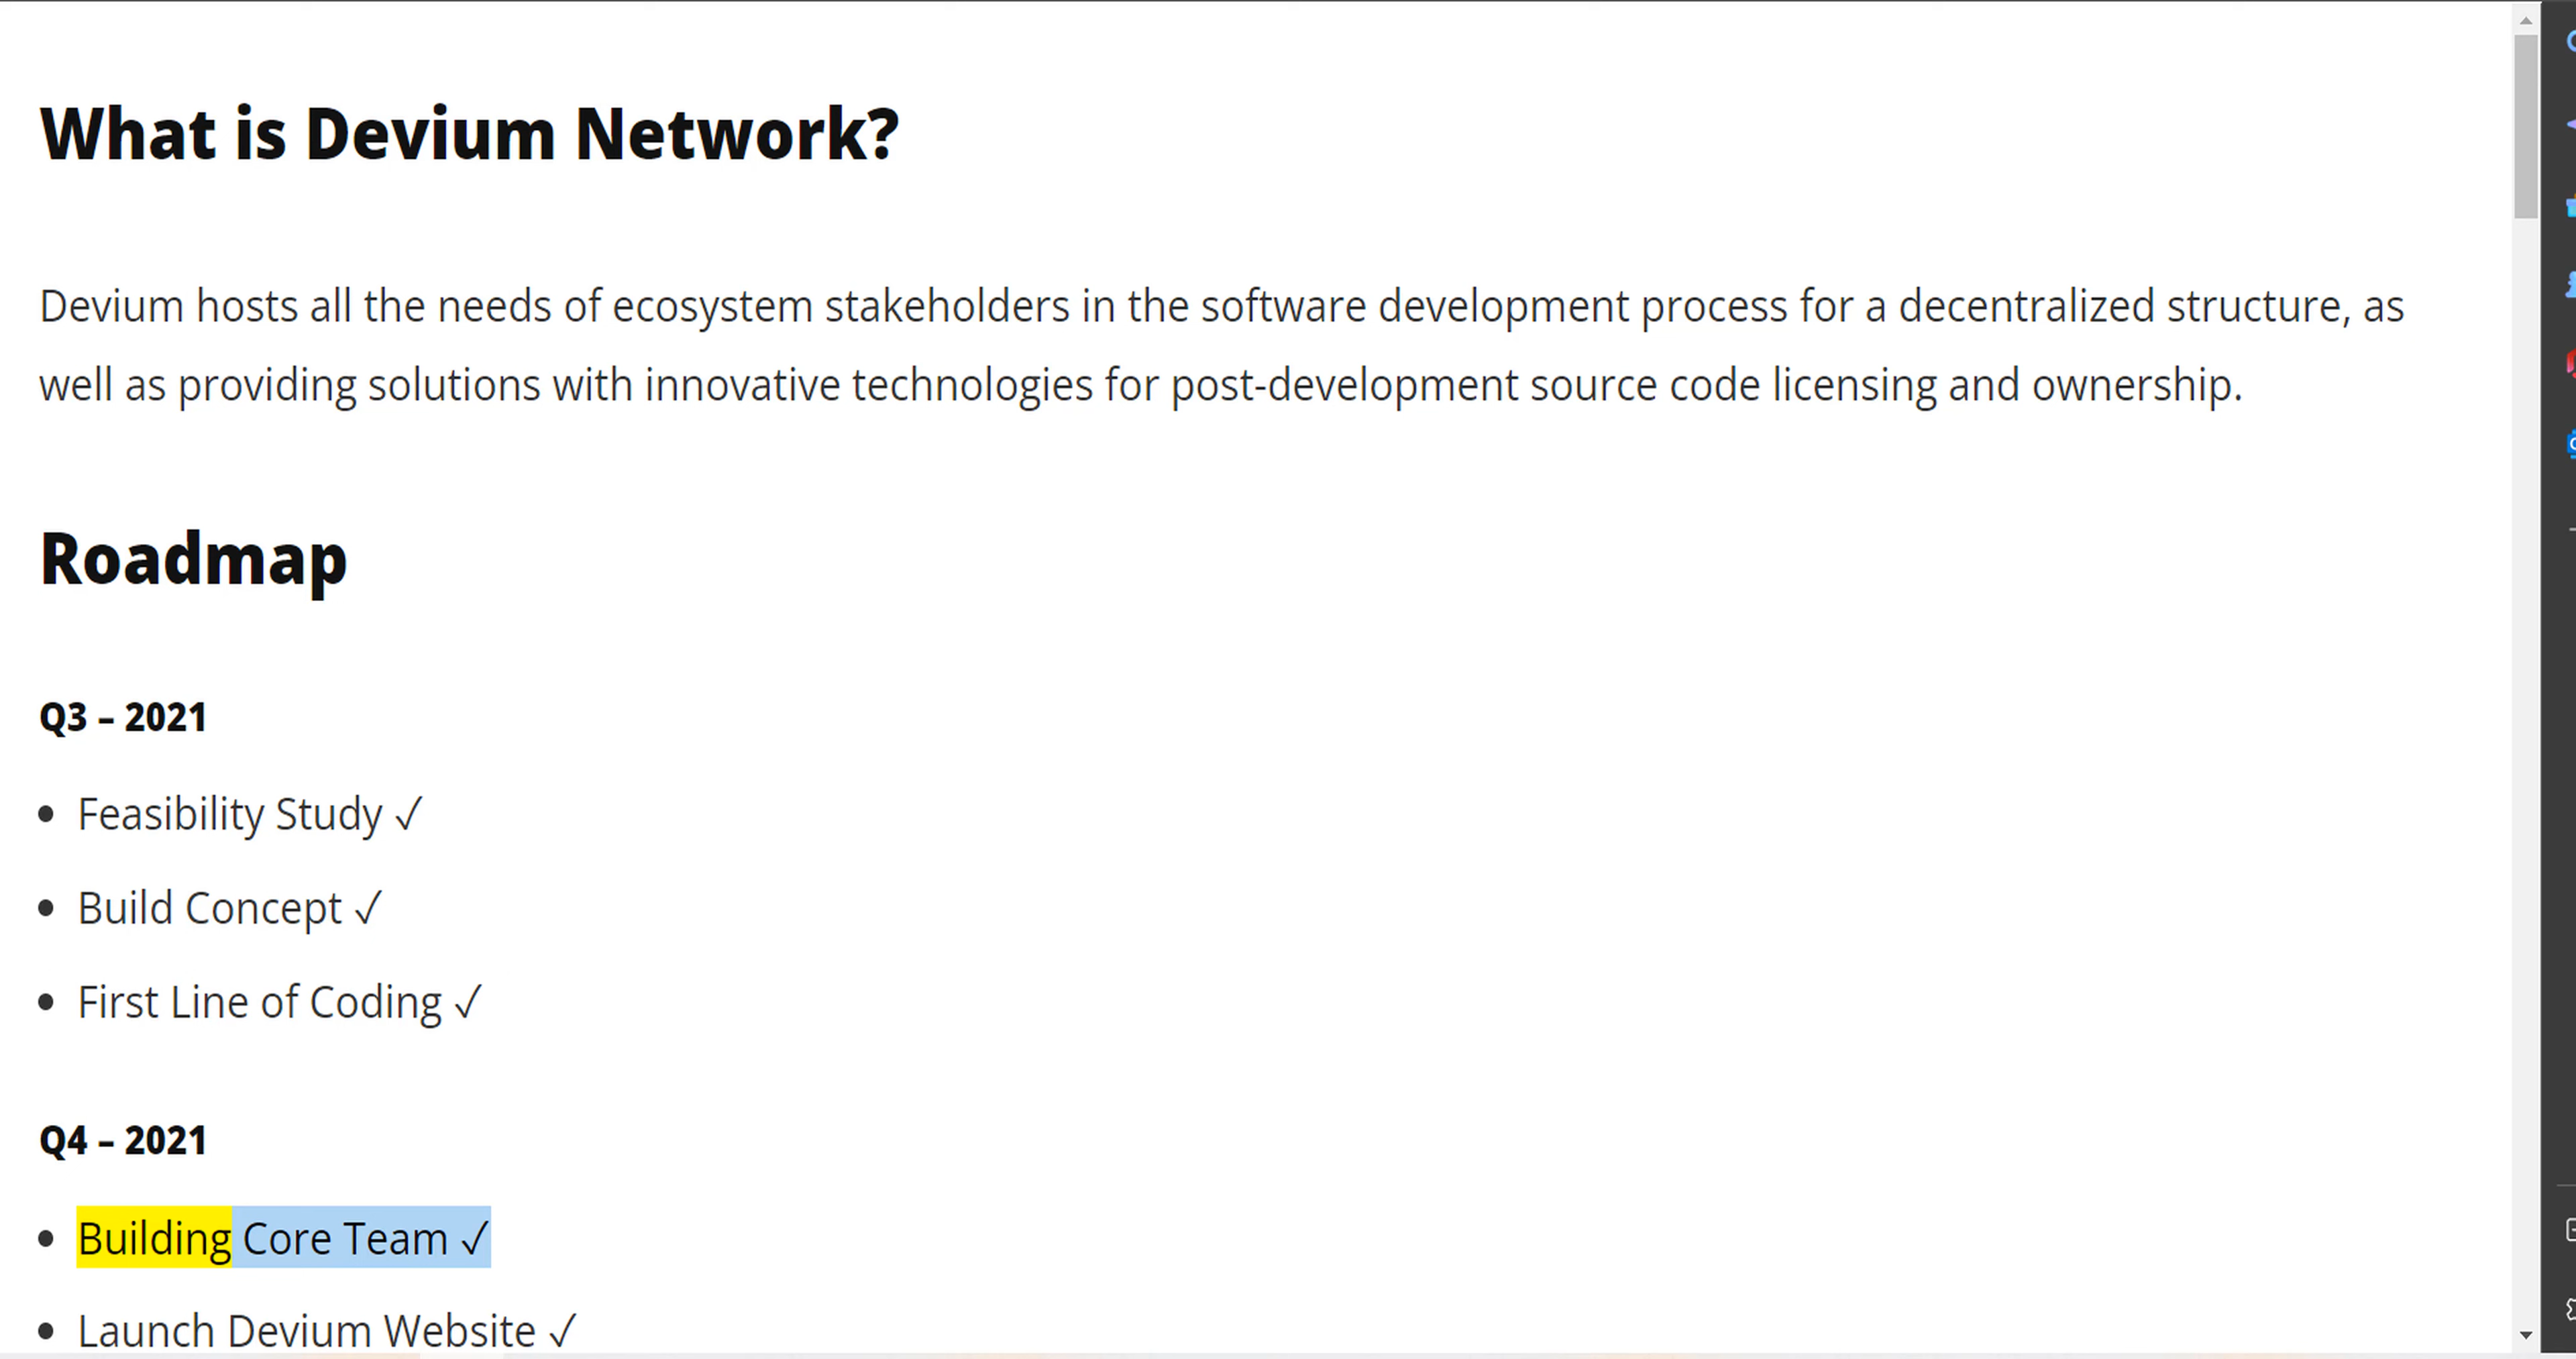 What is Devium Network?
Devium hosts all the needs of ecosystem stakeholders in the software development process for a decentralized structure, as
well as providing solutions with innovative technologies for post-development source code licensing and ownership.
Roadmap
Q3 – 2021
• Feasibility Study ✓
• Build Concept ✓
• First Line of Coding ✓
Q4 – 2021
• Building Core Team ✓
• Launch Devium Website ✓